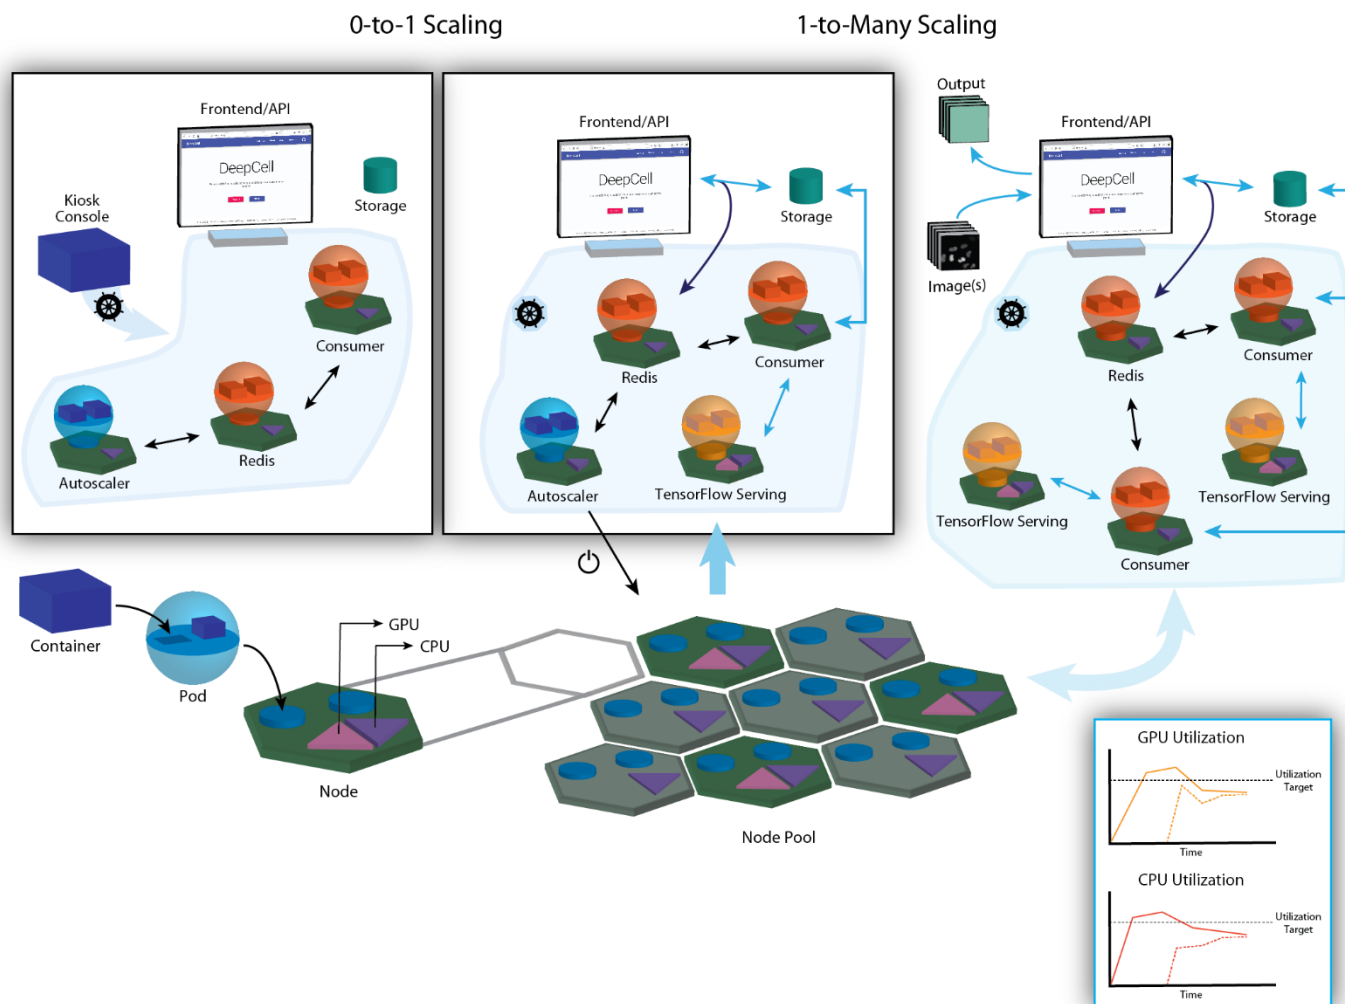 0-to-1 Scaling
1-to-Many Scaling
Frontend/API
DeepCell
Kiosk
Console
Storage
Consumer
Redis
Autoscaler
Frontend/API
DeepCell
Storage
Redis
Consumer
Autoscaler
TensorFlow Serving
Output
Frontend/API
DeepCell
Storage
Image(s)
Redis
Consumer
TensorFlow Serving
TensorFlow Serving
Consumer
Container
Pod
GPU
CPU
Node
Node Pool
GPU Utilization
Utilization
Target
Time
CPU Utilization
Utilization
Target
Time